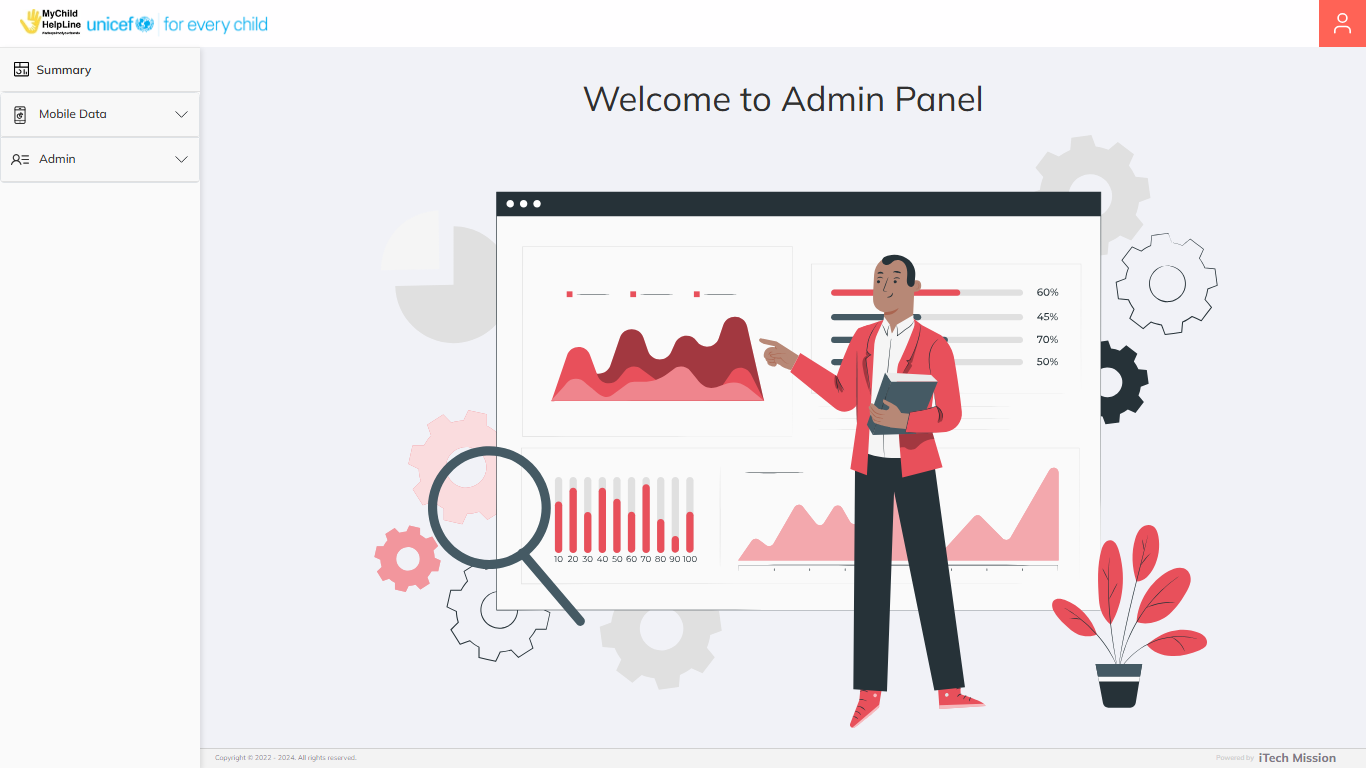 MyChild
HelpLine
unicef for every child
Summary
Mobile Data
Admin
Welcome to Admin Panel
60%
45%
70%
50%
10 20 30 40 50 60 70 80 90 100
Copyright © 2022 - 2024. All rights reserved.
Powered by iTech Mission